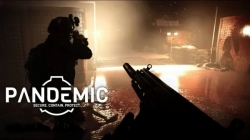 PANDEMIC
SECURE. CONTAIN. PROTECT.